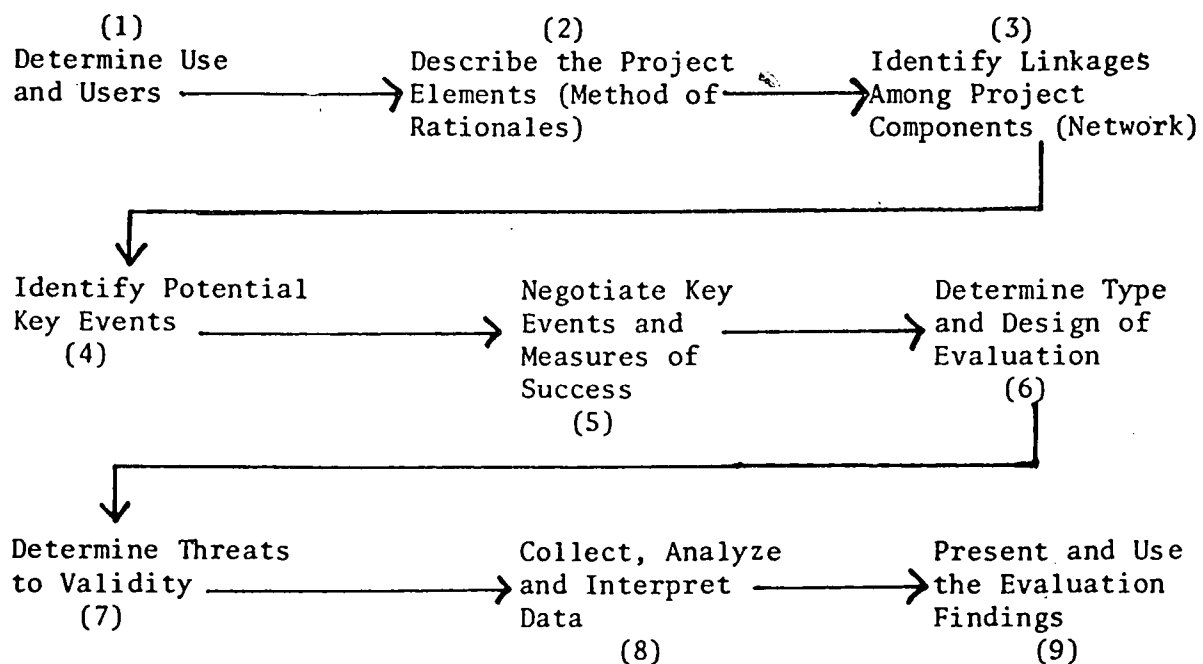 (1)
Determine Use
and Users
(2)
Describe the Project
Elements (Method of
Rationales)
(3)
Identify Linkages
Among Project
Components (Network)
Identify Potential
Key Events
(4)
Negotiate Key
Events and
Measures of
Success
(5)
Determine Type
and Design of
Evaluation
(6)
Determine Threats
to Validity
(7)
Collect, Analyze
and Interpret
Data
(8)
Present and Use
the Evaluation
Findings
(9)